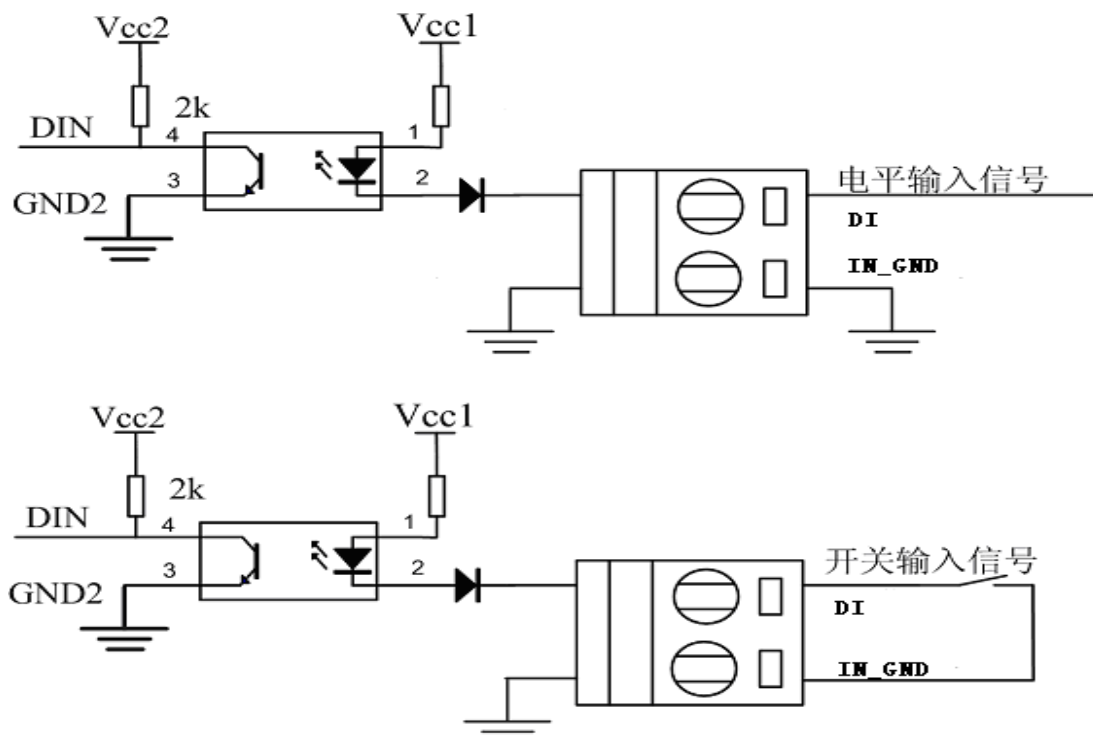 Vcc2
Vcc1
2k
DIN
4
1
3
2
GND2
电平输入信号
DI
IN_GND
Vcc2
Vcc1
2k
DIN
4
1
3
2
GND2
开关输入信号
DI
IN_GND